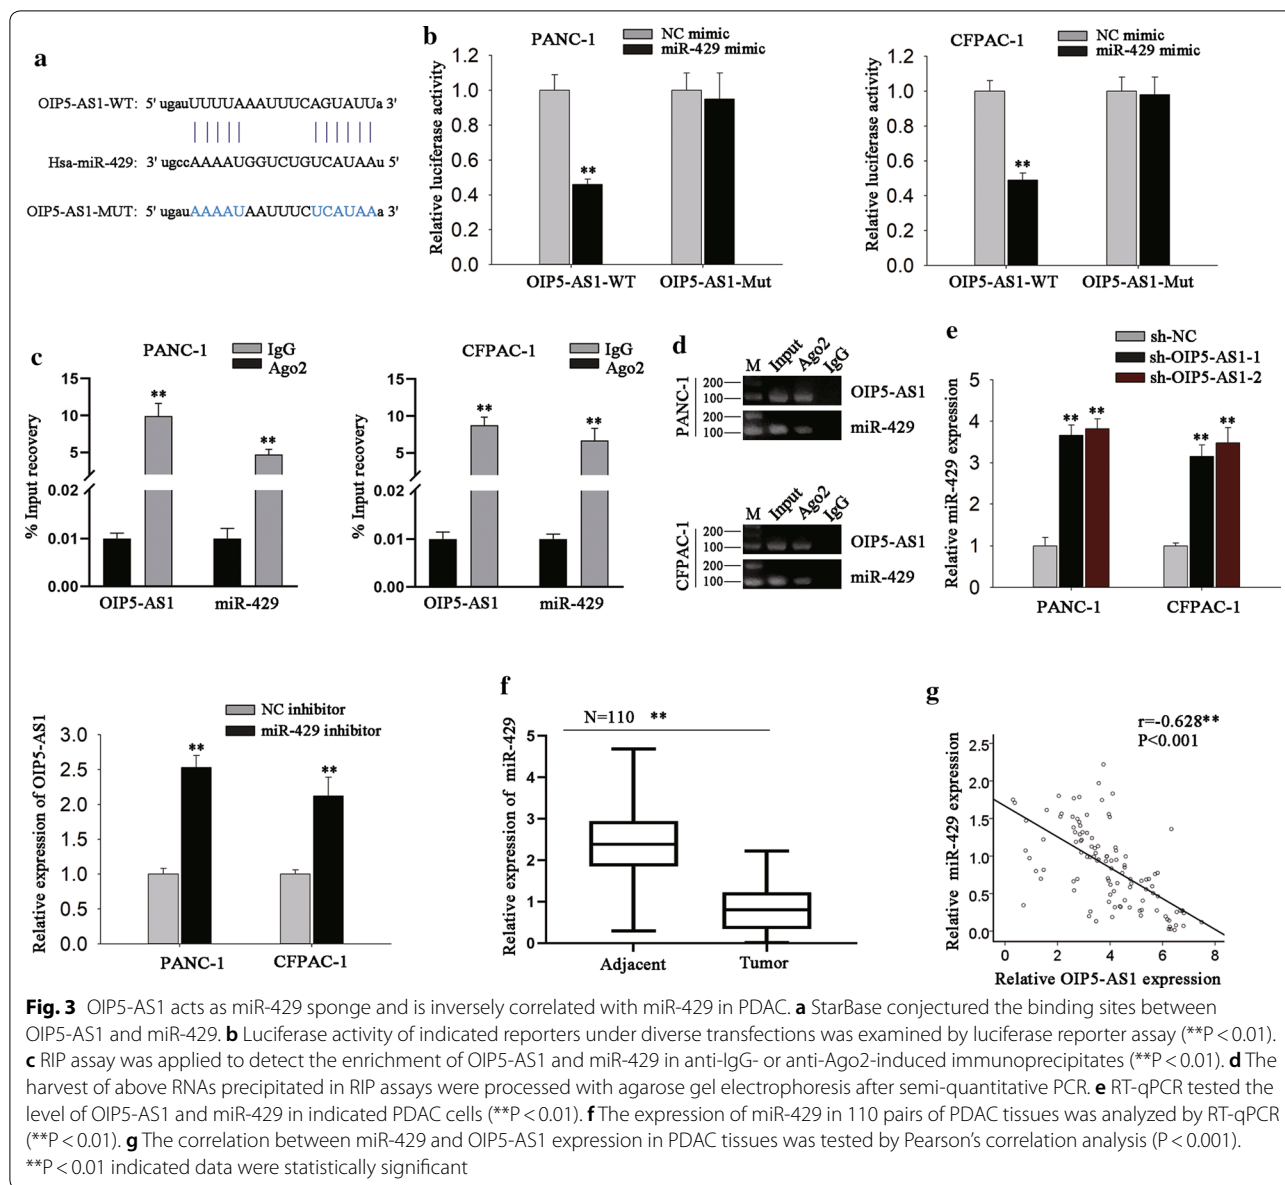 a
OIP5-AS1-WT: 5' ugauUUUUAAAUUUCAGUAUUa 3'
Hsa-miR-429: 3' ugccAAAAUGGUCUGUCAUAAu 5'
OIP5-AS1-MUT: 5' ugauAAAAUAAUUUCUCAUAAa 3'
b
PANC-1
NC mimic
miR-429 mimic
Relative luciferase activity
1.2
1.0
0.8
0.6
0.4
0.2
0.0
**
OIP5-AS1-WT OIP5-AS1-Mut
CFPAC-1
NC mimic
miR-429 mimic
Relative luciferase activity
1.2
1.0
0.8
0.6
0.4
0.2
0.0
**
OIP5-AS1-WT OIP5-AS1-Mut
c
PANC-1
IgG
Ago2
% Input recovery
15
10
5
0.02
0.01
0.00
**
**
OIP5-AS1 miR-429
CFPAC-1
IgG
Ago2
% Input recovery
15
10
5
0.02
0.01
0.00
**
**
OIP5-AS1 miR-429
d
M Input Ago2 IgG
PANC-1
200
100
OIP5-AS1
200
100
miR-429
M Input Ago2 IgG
CFPAC-1
200
100
OIP5-AS1
200
100
miR-429
e
sh-NC
sh-OIP5-AS1-1
sh-OIP5-AS1-2
Relative miR-429 expression
5
4
3
2
1
0
** **
** **
PANC-1 CFPAC-1
NC inhibitor
miR-429 inhibitor
Relative expression of OIP5-AS1
3.0
2.5
2.0
1.5
1.0
0.5
0.0
**
**
PANC-1 CFPAC-1
f
N=110 **
Relative expression of miR-429
5
4
3
2
1
0
Adjacent Tumor
g
r=-0.628**
P<0.001
Relative miR-429 expression
2.5
2.0
1.5
1.0
0.5
0.0
0 2 4 6 8
Relative OIP5-AS1 expression
Fig. 3 OIP5-AS1 acts as miR-429 sponge and is inversely correlated with miR-429 in PDAC. a StarBase conjectured the binding sites between
OIP5-AS1 and miR-429. b Luciferase activity of indicated reporters under diverse transfections was examined by luciferase reporter assay (**P < 0.01).
c RIP assay was applied to detect the enrichment of OIP5-AS1 and miR-429 in anti-IgG- or anti-Ago2-induced immunoprecipitates (**P < 0.01). d The
harvest of above RNAs precipitated in RIP assays were processed with agarose gel electrophoresis after semi-quantitative PCR. e RT-qPCR tested the
level of OIP5-AS1 and miR-429 in indicated PDAC cells (**P < 0.01). f The expression of miR-429 in 110 pairs of PDAC tissues was analyzed by RT-qPCR
(**P < 0.01). g The correlation between miR-429 and OIP5-AS1 expression in PDAC tissues was tested by Pearson's correlation analysis (P < 0.001).
**P < 0.01 indicated data were statistically significant